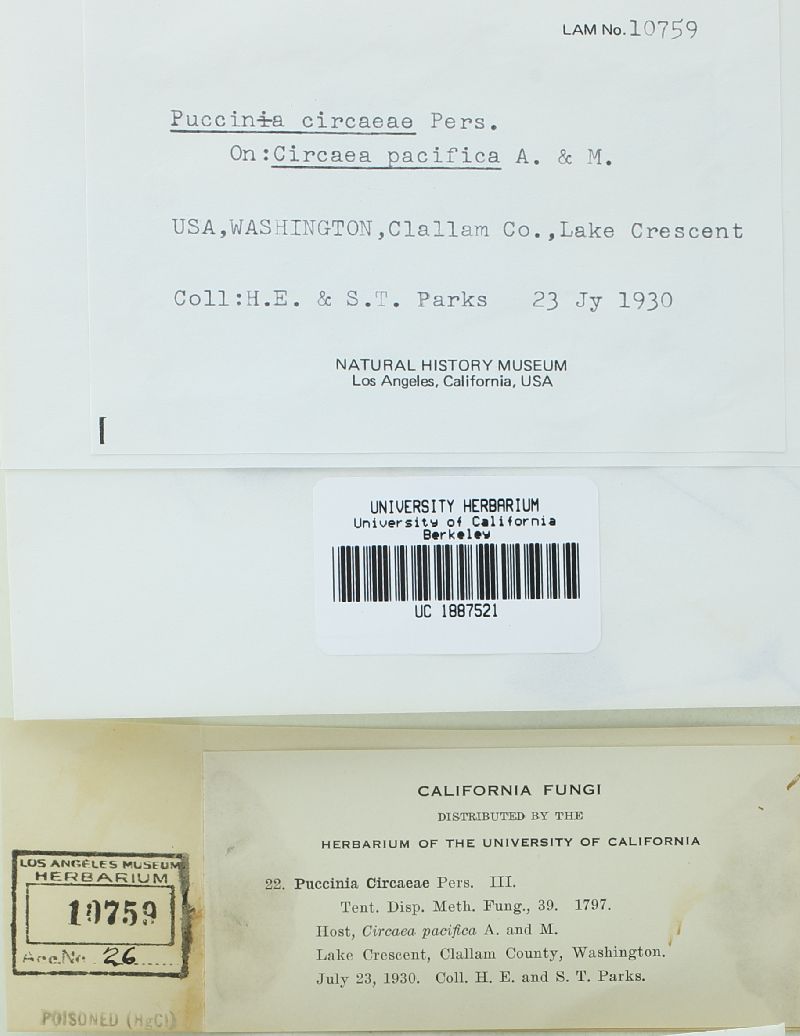 LAM No. 10759
Puccinia circaeae Pers.
On:Circaea pacifica A. & M.
USA,WASHINGTON,Clallam Co.,Lake Crescent
Coll:H.E. & S.T. Parks 23 Jy 1930
NATURAL HISTORY MUSEUM
Los Angeles, California, USA
UNIVERSITY HERBARIUM
University of California
Berkeley
UC 1887521
CALIFORNIA FUNGI
DISTRIBUTED BY THE
HERBARIUM OF THE UNIVERSITY OF CALIFORNIA
22. Puccinia Circaeae Pers. III.
Tent. Disp. Meth. Fung., 39. 1797.
Host, Circaea pacifica A. and M.
Lake Crescent, Clallam County, Washington.
July 23, 1930. Coll. H. E. and S. T. Parks.
LOS ANGELES MUSEUM
HERBARIUM
10759
Acc. No. 26
POISONED (HgCl)